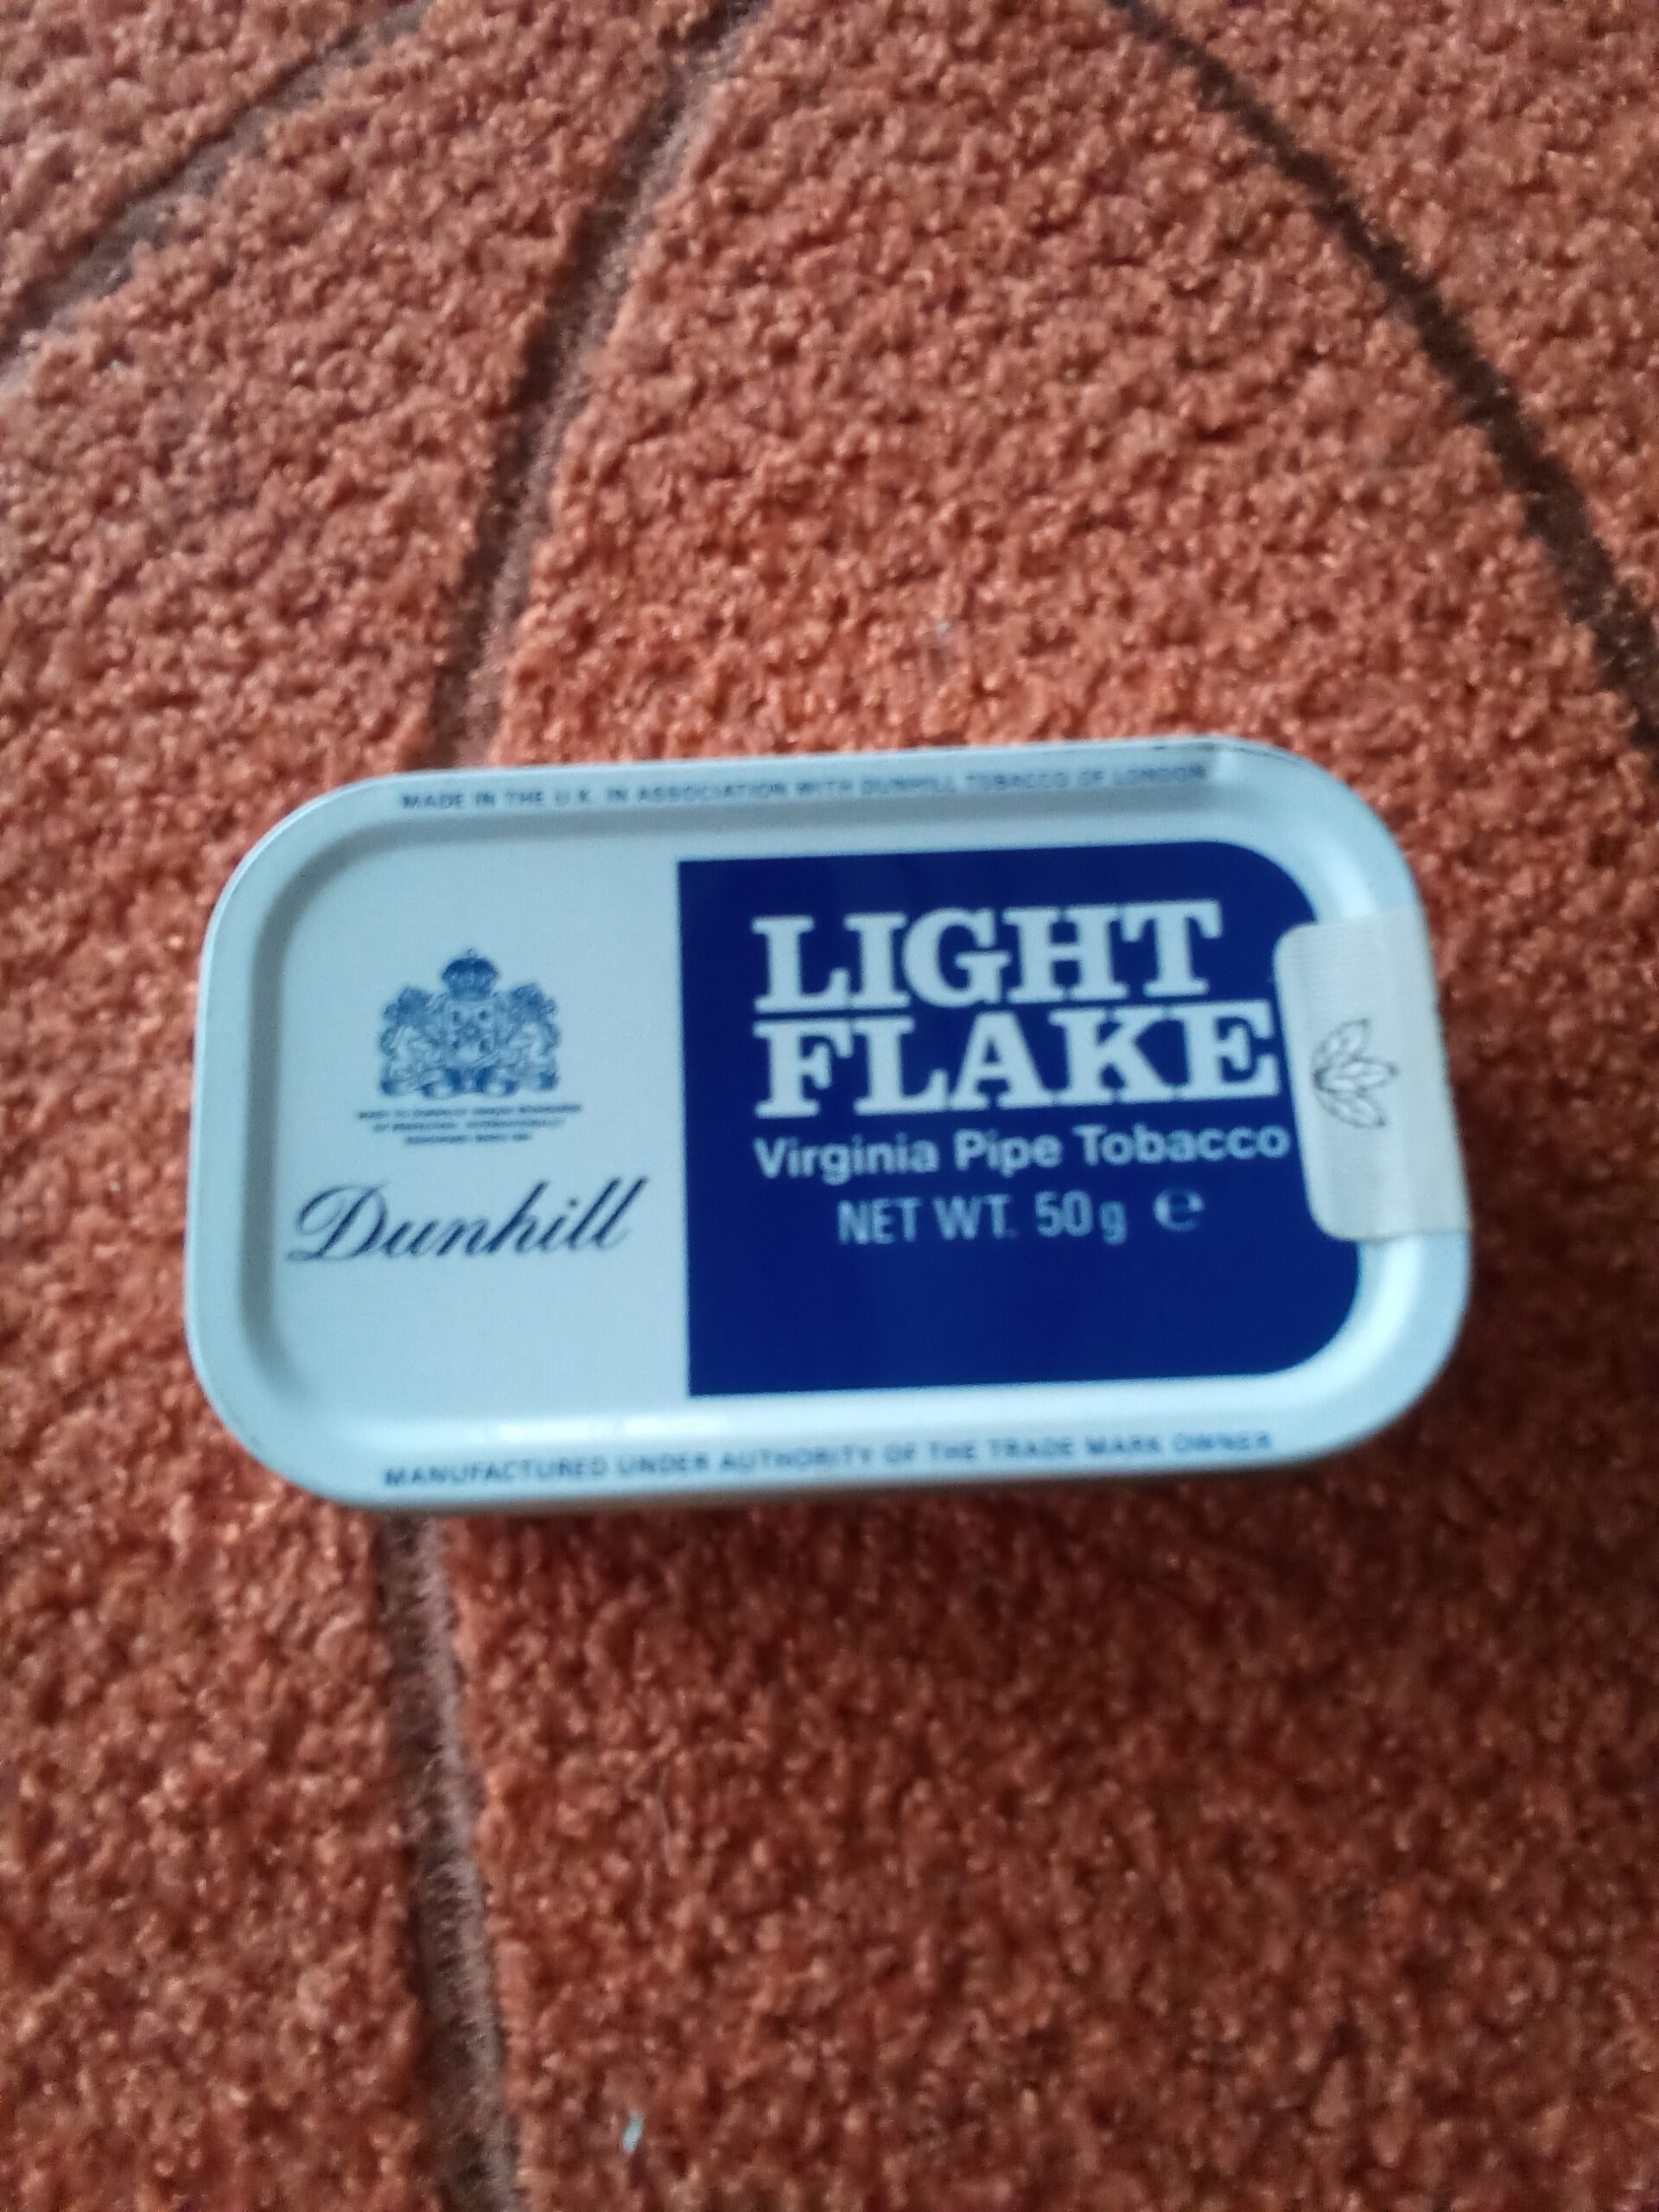 MADE IN THE U.K. IN ASSOCIATION WITH DUNHILL TOBACCO OF LONDON
LIGHT
FLAKE
Virginia Pipe Tobacco
NET WT. 50 g ℮
Dunhill
MANUFACTURED UNDER AUTHORITY OF THE TRADE MARK OWNER